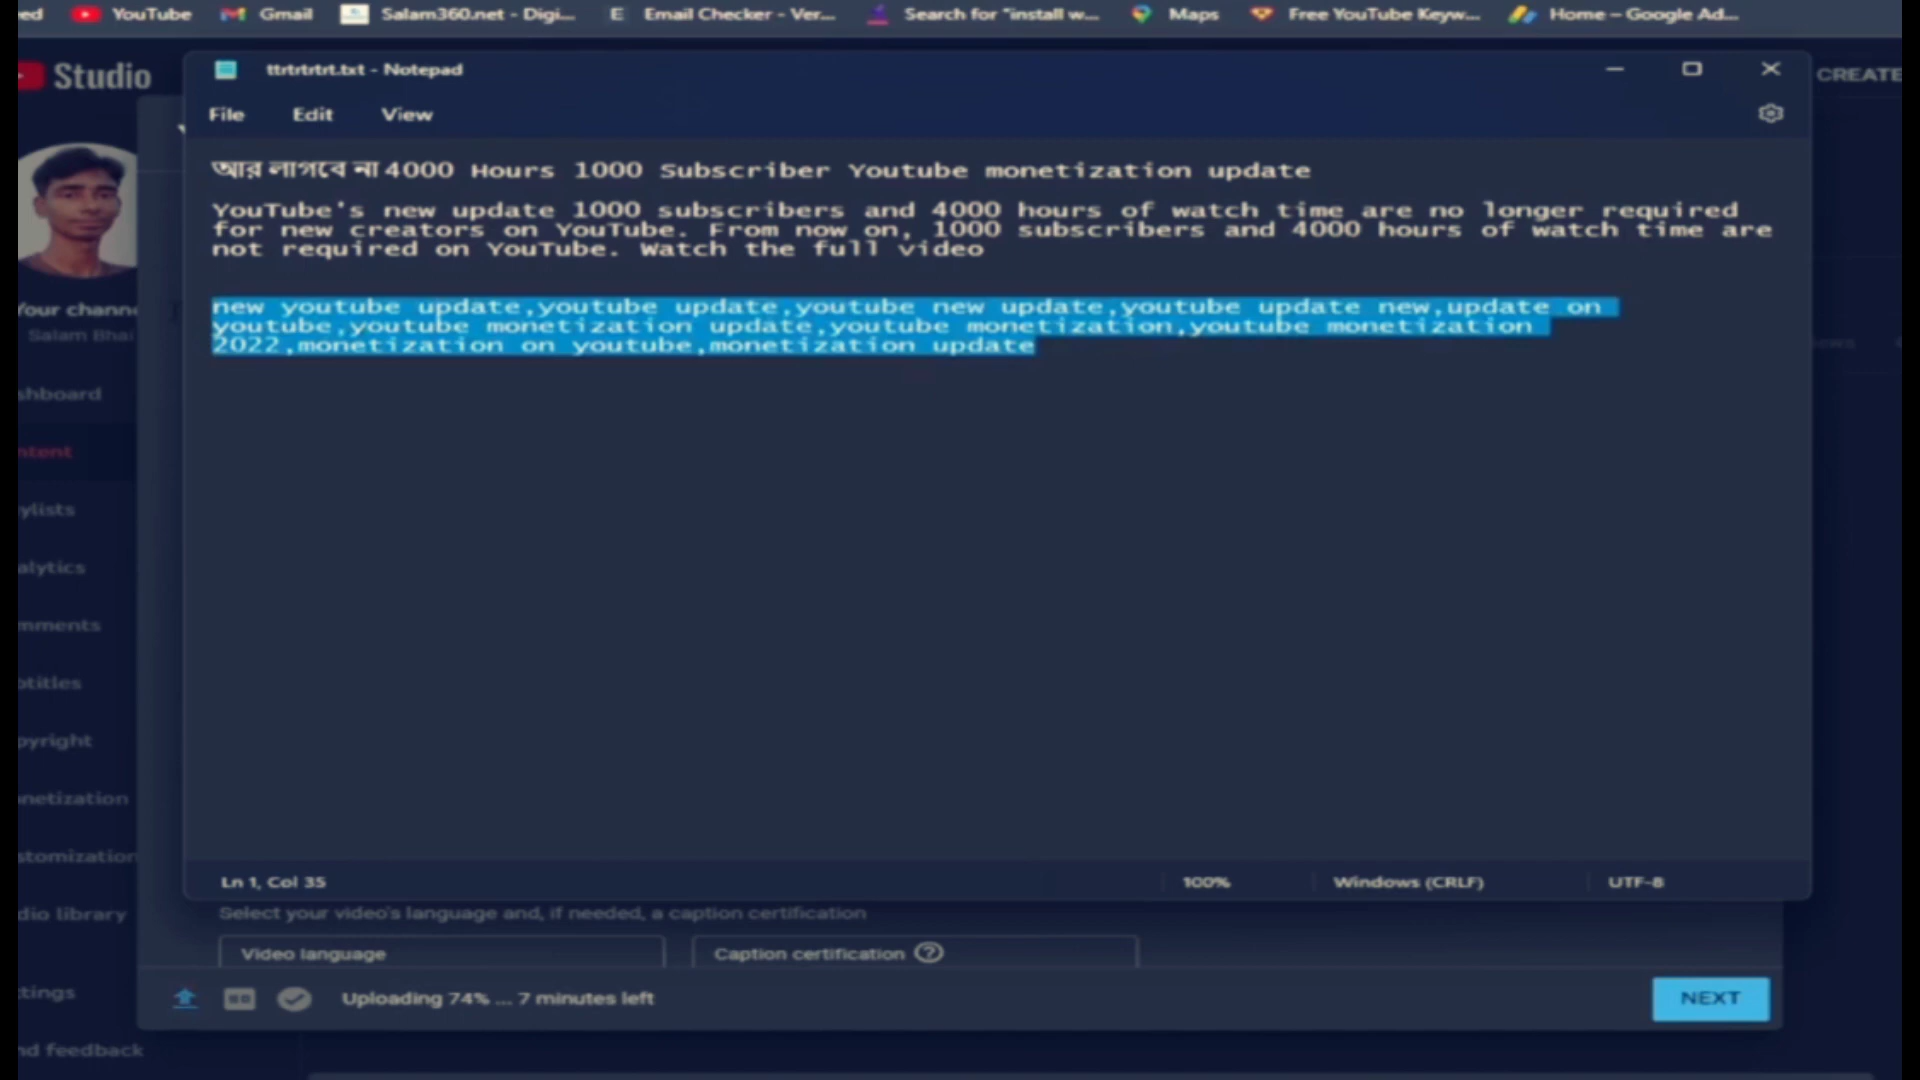 YouTube Gmail Salam360.net - Digi... E Email Checker - Ver... Search for "install w... Maps Free YouTube Keyw... Home – Google Ad...
Studio
ttrtrtrtrt.txt - Notepad
CREATE
File Edit View
আর লাগবে না 4000 Hours 1000 Subscriber Youtube monetization update
YouTube's new update 1000 subscribers and 4000 hours of watch time are no longer required
for new creators on YouTube. From now on, 1000 subscribers and 4000 hours of watch time are
not required on YouTube. Watch the full video
new youtube update,youtube update,youtube new update,youtube update new,update on
youtube,youtube monetization update,youtube monetization,youtube monetization
2022,monetization on youtube,monetization update
Your channe
Salam Bhai
shboard
ntent
ylists
alytics
mments
btitles
pyright
netization
stomization
dio library
ttings
nd feedback
Ln 1, Col 35 100% Windows (CRLF) UTF-8
Select your video's language and, if needed, a caption certification
Video language Caption certification ?
Uploading 74% ... 7 minutes left
NEXT